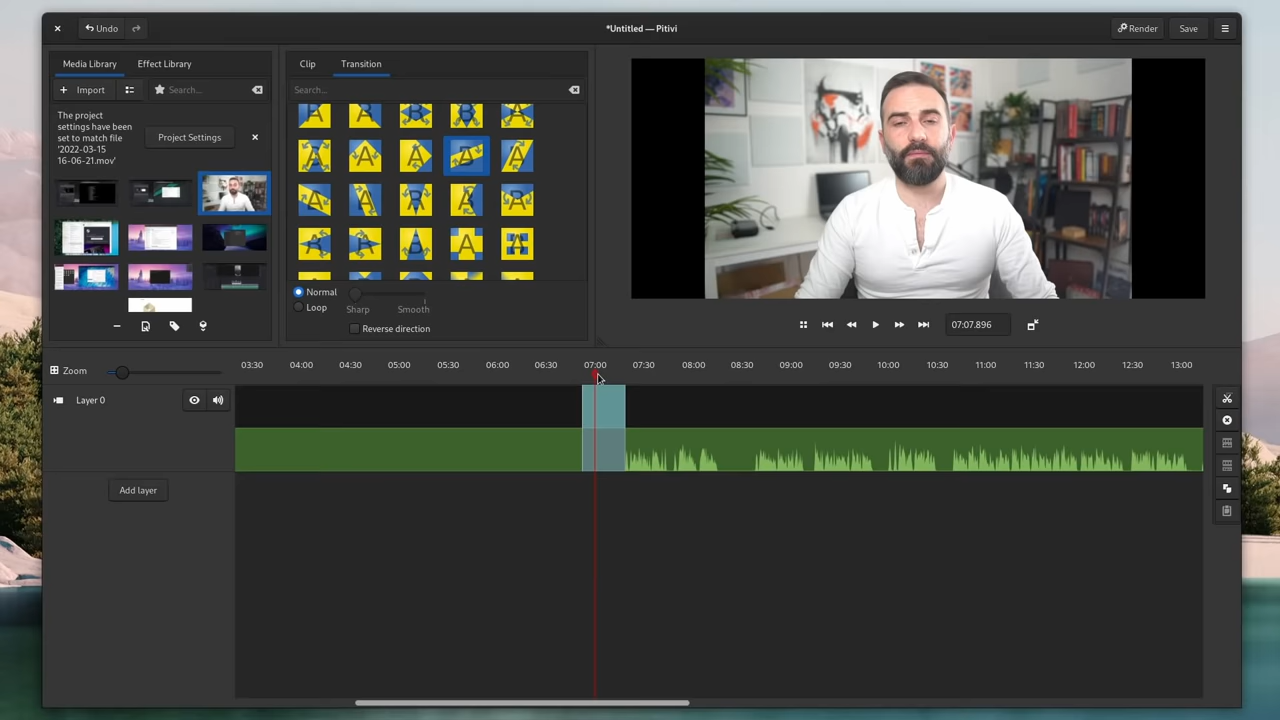 Undo
*Untitled — Pitivi
Render
Save
Media Library
Effect Library
Clip
Transition
Import
Search...
Search...
The project
settings have been
set to match file
'2022-03-15
16-06-21.mov'
Project Settings
Normal
Loop
Sharp
Smooth
Reverse direction
07:07.896
Zoom
03:30 04:00 04:30 05:00 05:30 06:00 06:30 07:00 07:30 08:00 08:30 09:00 09:30 10:00 10:30 11:00 11:30 12:00 12:30 13:00
Layer 0
Add layer